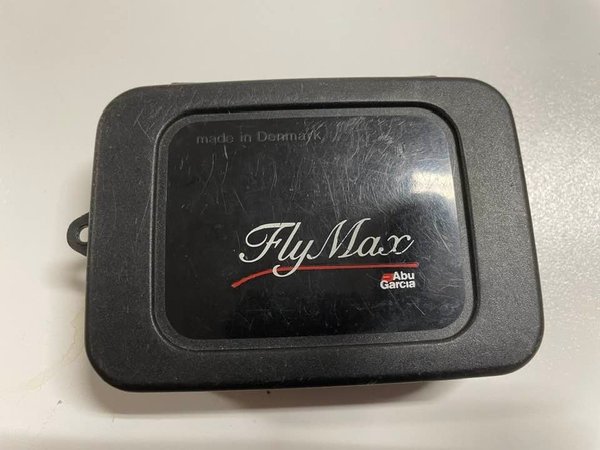 made in Denmark
FlyMax
Abu
Garcia